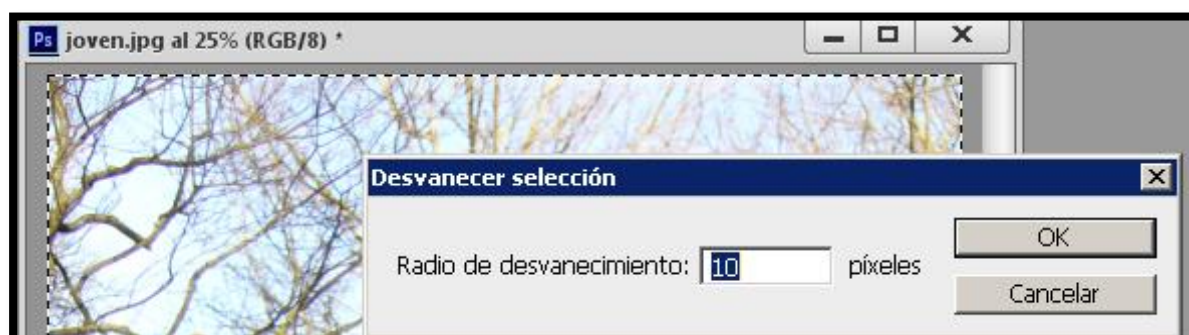 Ps joven.jpg al 25% (RGB/8) *
Desvanecer selección
Radio de desvanecimiento: 10 píxeles
OK
Cancelar